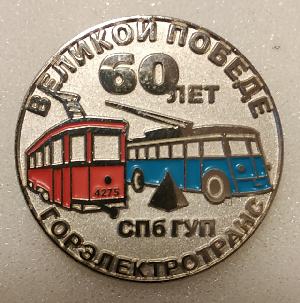 ВЕЛИКОЙ ПОБЕДЕ
60
ЛЕТ
4275
СПб ГУП
ГОРЭЛЕКТРОТРАНС